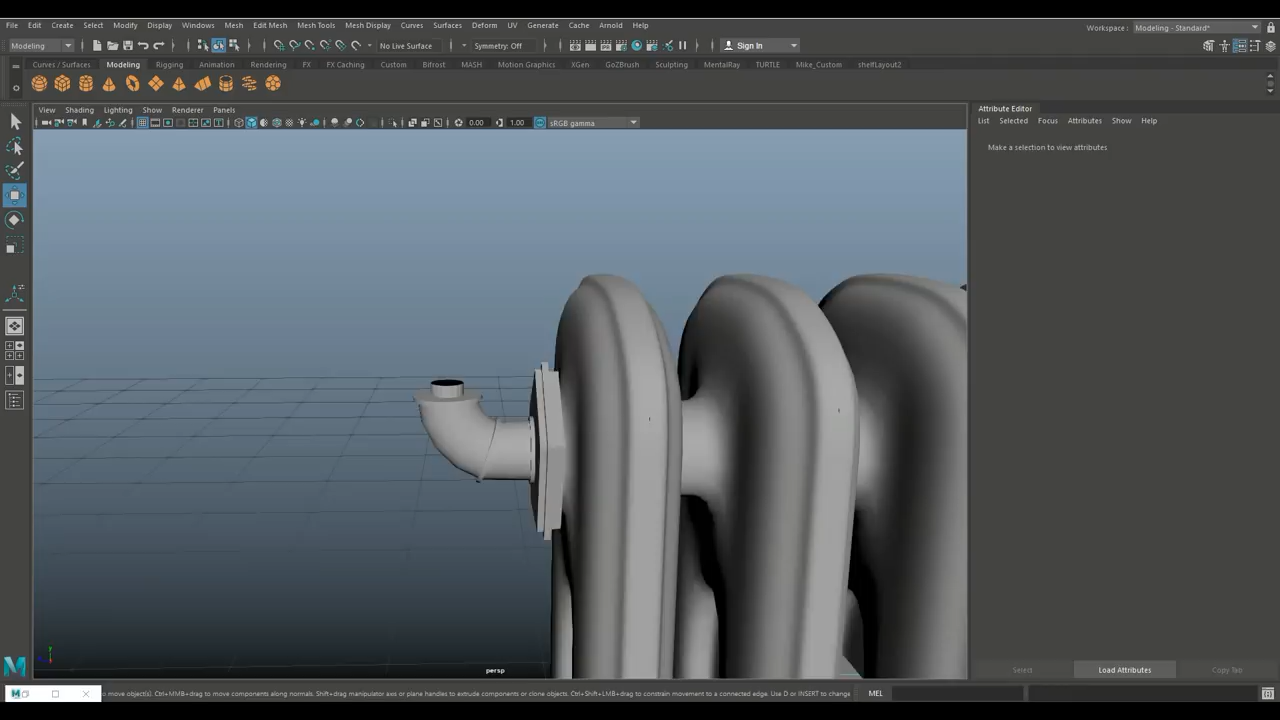 File Edit Create Select Modify Display Windows Mesh Edit Mesh Mesh Tools Mesh Display Curves Surfaces Deform UV Generate Cache Arnold Help
Workspace : Modeling - Standard*
Modeling No Live Surface Symmetry: Off Sign In
Curves / Surfaces Modeling Rigging Animation Rendering FX FX Caching Custom Bifrost MASH Motion Graphics XGen GoZBrush Sculpting MentalRay TURTLE Mike_Custom shelfLayout2
View Shading Lighting Show Renderer Panels
0.00 1.00 sRGB gamma
Attribute Editor
List Selected Focus Attributes Show Help
Make a selection to view attributes
persp
Select Load Attributes Copy Tab
to move object(s). Ctrl+MMB+drag to move components along normals. Shift+drag manipulator axis or plane handles to extrude components or clone objects. Ctrl+Shift+LMB+drag to constrain movement to a connected edge. Use D or INSERT to change
MEL